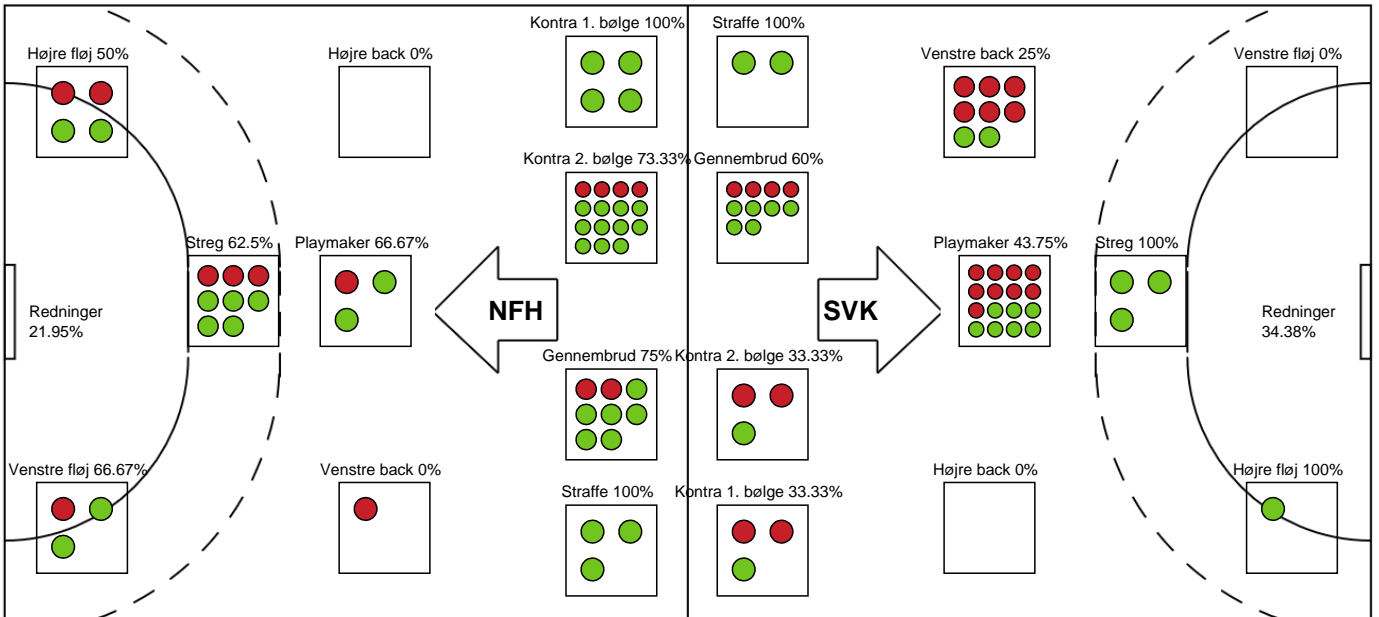 Kontra 1. bølge 100%
Straffe 100%
Højre fløj 50%
Højre back 0%
Venstre back 25%
Venstre fløj 0%
Kontra 2. bølge 73.33%
Gennembrud 60%
Streg 62.5%
Playmaker 66.67%
Playmaker 43.75%
Streg 100%
Redninger
21.95%
NFH
SVK
Redninger
34.38%
Gennembrud 75%
Kontra 2. bølge 33.33%
Venstre fløj 66.67%
Venstre back 0%
Højre back 0%
Højre fløj 100%
Straffe 100%
Kontra 1. bølge 33.33%